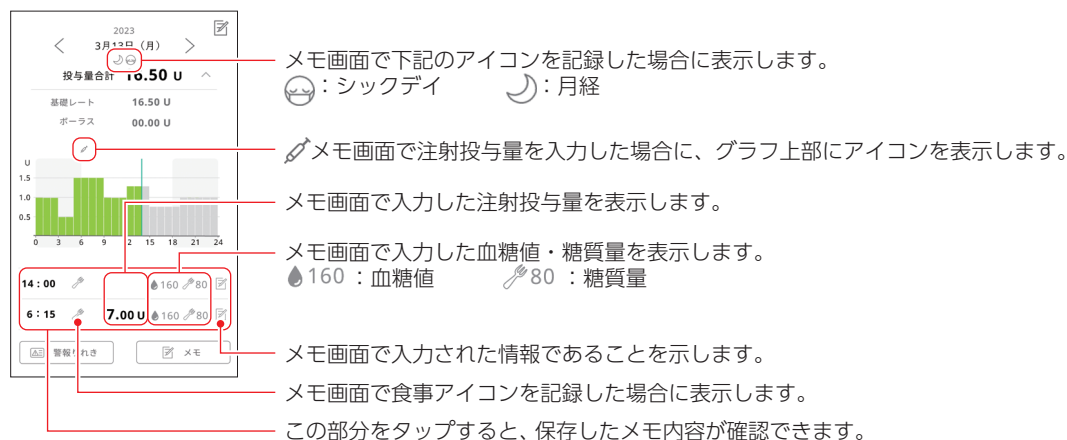 2023
3月13日（月）
投与量合計 16.50 U
基礎レート 16.50 U
ボーラス 00.00 U
U
1.5
1.0
0.5
0 3 6 9 2 15 18 21 24
14：00 160 80
6：15 7.00 U 160 80
警報りれき メモ
メモ画面で下記のアイコンを記録した場合に表示します。
：シックデイ ：月経
メモ画面で注射投与量を入力した場合に、グラフ上部にアイコンを表示します。
メモ画面で入力した注射投与量を表示します。
メモ画面で入力した血糖値・糖質量を表示します。
160 ：血糖値 80 ：糖質量
メモ画面で入力された情報であることを示します。
メモ画面で食事アイコンを記録した場合に表示します。
この部分をタップすると、保存したメモ内容が確認できます。